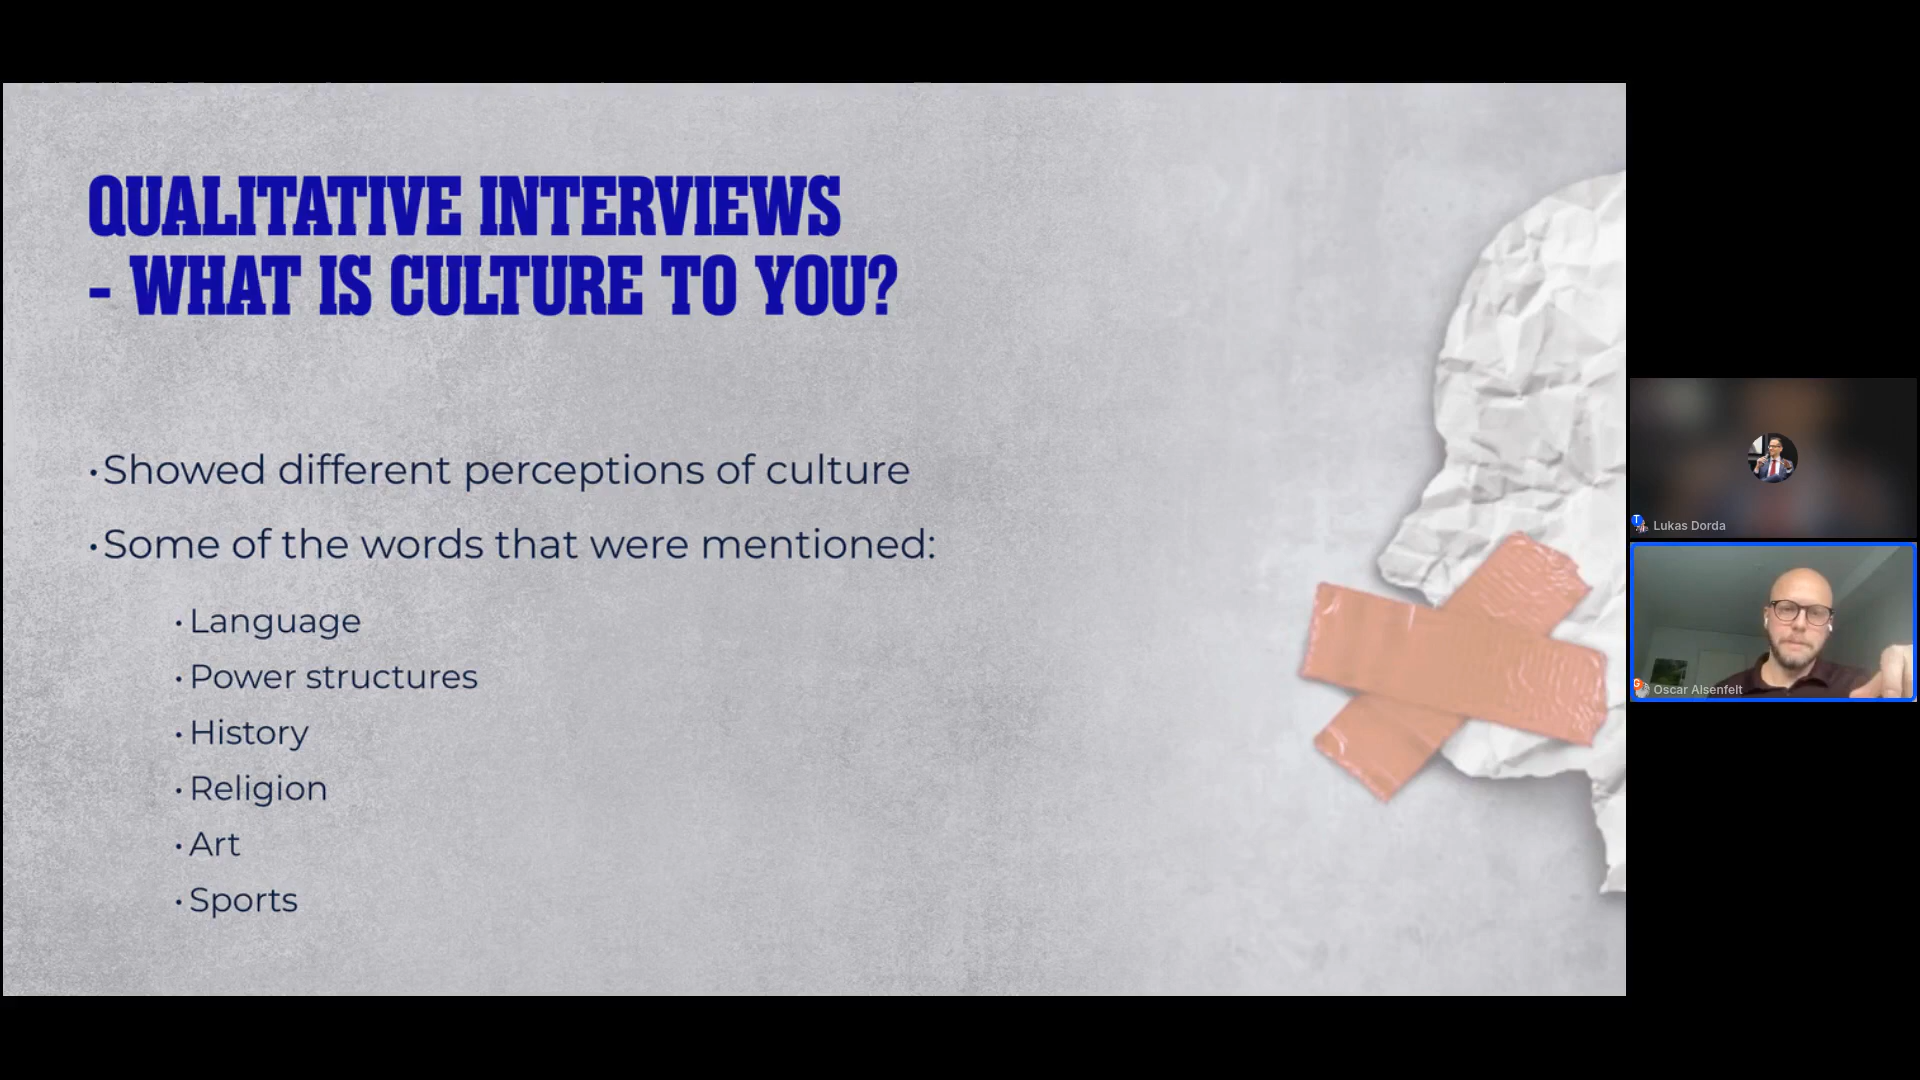 QUALITATIVE INTERVIEWS
- WHAT IS CULTURE TO YOU?
• Showed different perceptions of culture
• Some of the words that were mentioned:
• Language
• Power structures
• History
• Religion
• Art
• Sports
Lukas Dorda
Oscar Alsenfelt